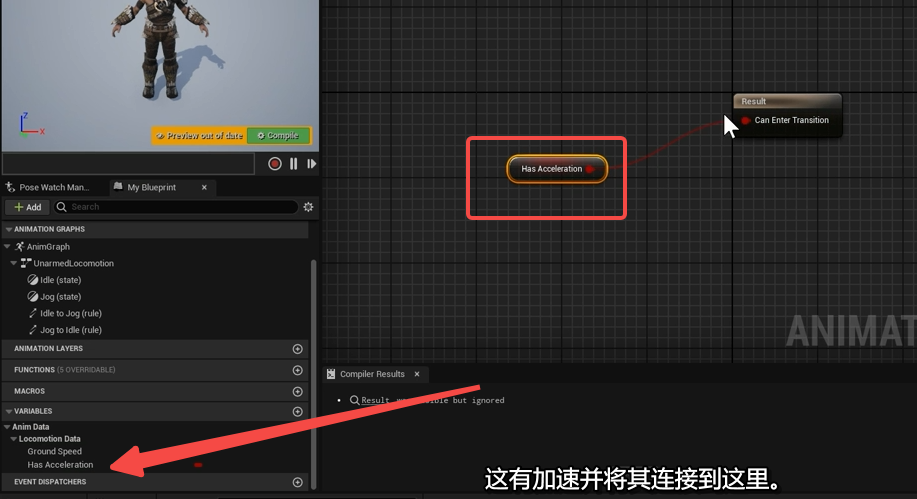 Z
X
Preview out of date
Compile
Pose Watch Man...
My Blueprint
Add
Search
ANIMATION GRAPHS
AnimGraph
UnarmedLocomotion
Idle (state)
Jog (state)
Idle to Jog (rule)
Jog to Idle (rule)
ANIMATION LAYERS
FUNCTIONS (5 OVERRIDABLE)
MACROS
VARIABLES
Anim Data
Locomotion Data
Ground Speed
Has Acceleration
EVENT DISPATCHERS
Result
Can Enter Transition
Has Acceleration
ANIMAT
Compiler Results
Result but ignored
这有加速并将其连接到这里。